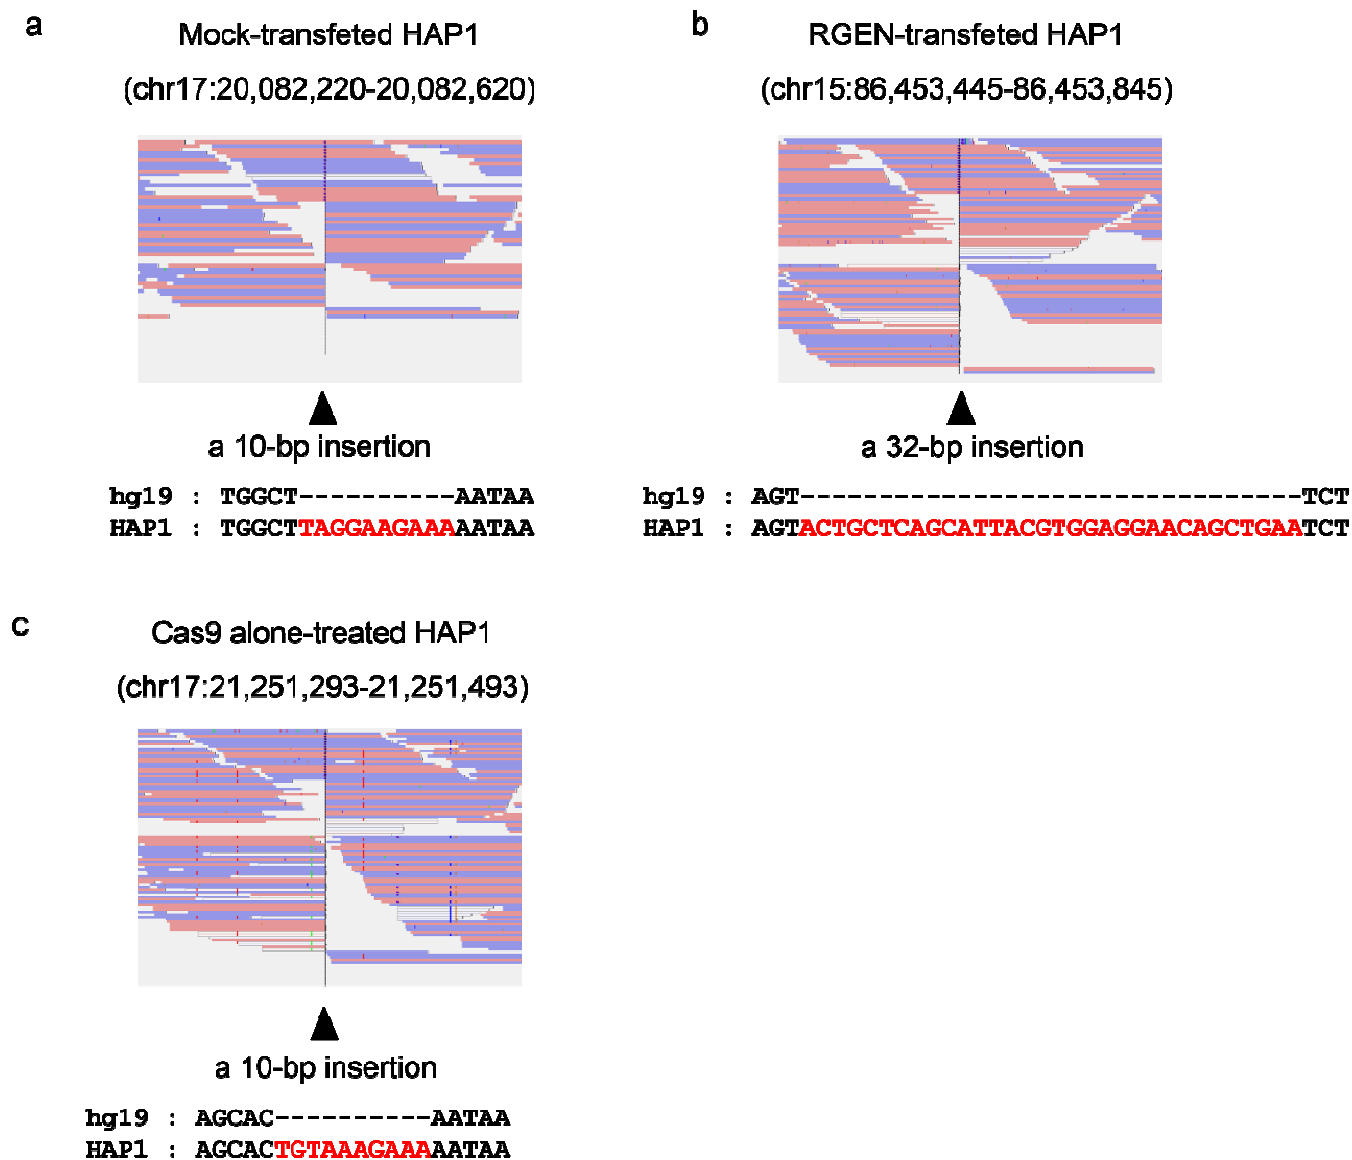 a
Mock-transfeted HAP1
(chr17:20,082,220-20,082,620)
a 10-bp insertion
hg19 : TGGCT----------AATAA
HAP1 : TGGCTTAGGAAGAAAAATAA
b
RGEN-transfeted HAP1
(chr15:86,453,445-86,453,845)
a 32-bp insertion
hg19 : AGT--------------------------------TCT
HAP1 : AGTACTGCTCAGCATTACGTGGAGGAACAGCTGAATCT
c
Cas9 alone-treated HAP1
(chr17:21,251,293-21,251,493)
a 10-bp insertion
hg19 : AGCAC----------AATAA
HAP1 : AGCACTGTAAAGAAAAATAA